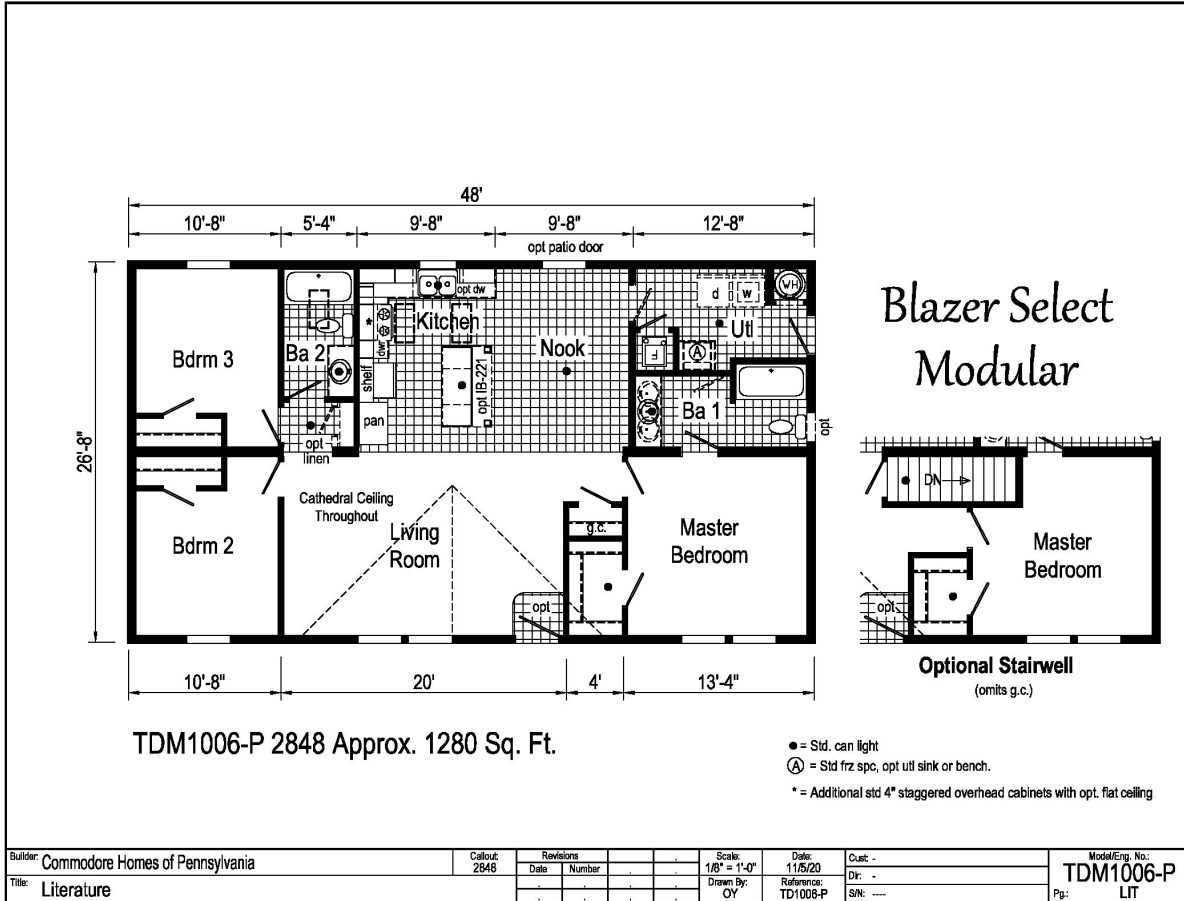 48'
10'-8" 5'-4" 9'-8" 9'-8" 12'-8"
opt patio door
26'-8"
Bdrm 3
Ba 2
Kitchen
opt dw
*
dwr
shelf
pan
opt IB-221
Nook
d w
WH
Utl
F
A
Ba 1
opt
opt
linen
Bdrm 2
Cathedral Ceiling
Throughout
Living
Room
g.c.
opt
Master
Bedroom
10'-8" 20' 4' 13'-4"
Blazer Select
Modular
DN
Master
Bedroom
opt
Optional Stairwell
(omits g.c.)
TDM1006-P 2848 Approx. 1280 Sq. Ft.
● = Std. can light
Ⓐ = Std frz spc, opt utl sink or bench.
* = Additional std 4" staggered overhead cabinets with opt. flat ceiling
Builder: Commodore Homes of Pennsylvania
Title: Literature
Callout:
2848
Revisions
Date Number
Scale:
1/8" = 1'-0"
Drawn By:
OY
Date:
11/5/20
Reference:
TD1006-P
Cust: -
Dir: -
S/N: ----
Model/Eng. No.:
TDM1006-P
Pg.: LIT